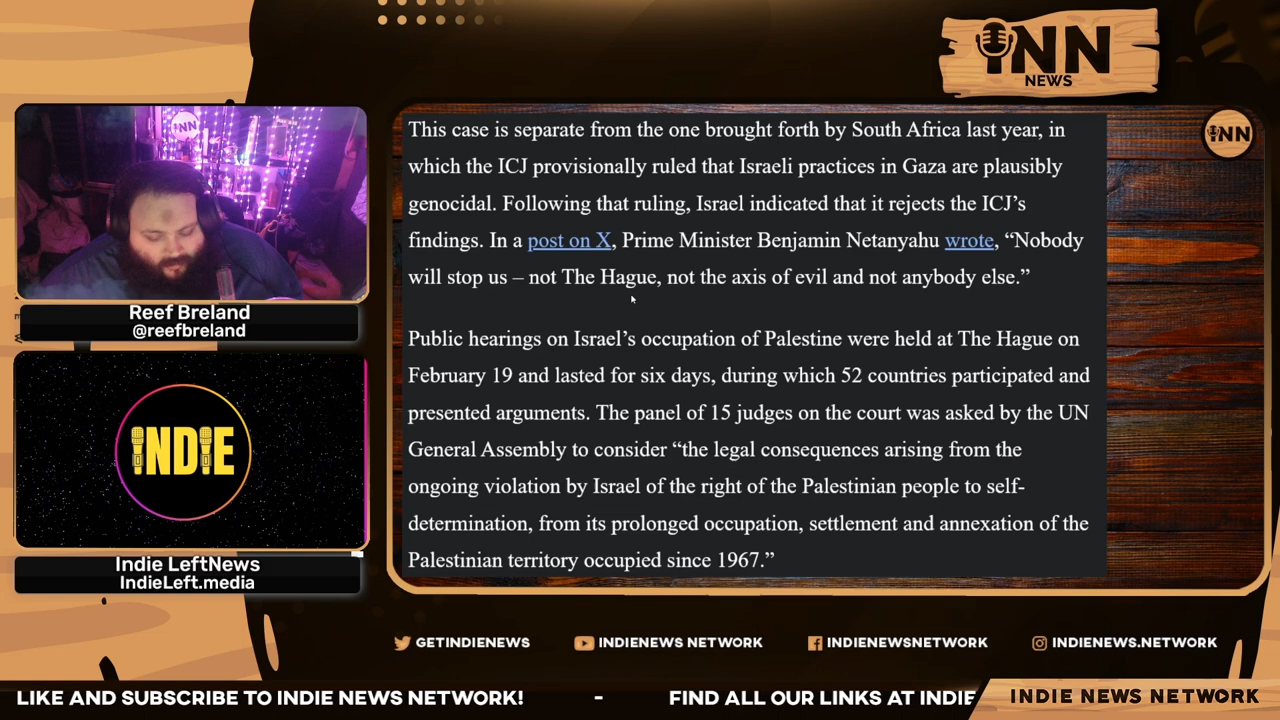 iNN
NEWS
This case is separate from the one brought forth by South Africa last year, in
which the ICJ provisionally ruled that Israeli practices in Gaza are plausibly
genocidal. Following that ruling, Israel indicated that it rejects the ICJ’s
findings. In a post on X, Prime Minister Benjamin Netanyahu wrote, “Nobody
will stop us – not The Hague, not the axis of evil and not anybody else.”
Public hearings on Israel’s occupation of Palestine were held at The Hague on
February 19 and lasted for six days, during which 52 countries participated and
presented arguments. The panel of 15 judges on the court was asked by the UN
General Assembly to consider “the legal consequences arising from the
ongoing violation by Israel of the right of the Palestinian people to self-
determination, from its prolonged occupation, settlement and annexation of the
Palestinian territory occupied since 1967.”
iNN
iNN
Reef Breland
@reefbreland
iNDiE
Indie LeftNews
IndieLeft.media
GETINDIENEWS
INDIENEWS NETWORK
INDIENEWSNETWORK
INDIENEWS.NETWORK
LIKE AND SUBSCRIBE TO INDIE NEWS NETWORK! - FIND ALL OUR LINKS AT INDIE
INDIE NEWS NETWORK